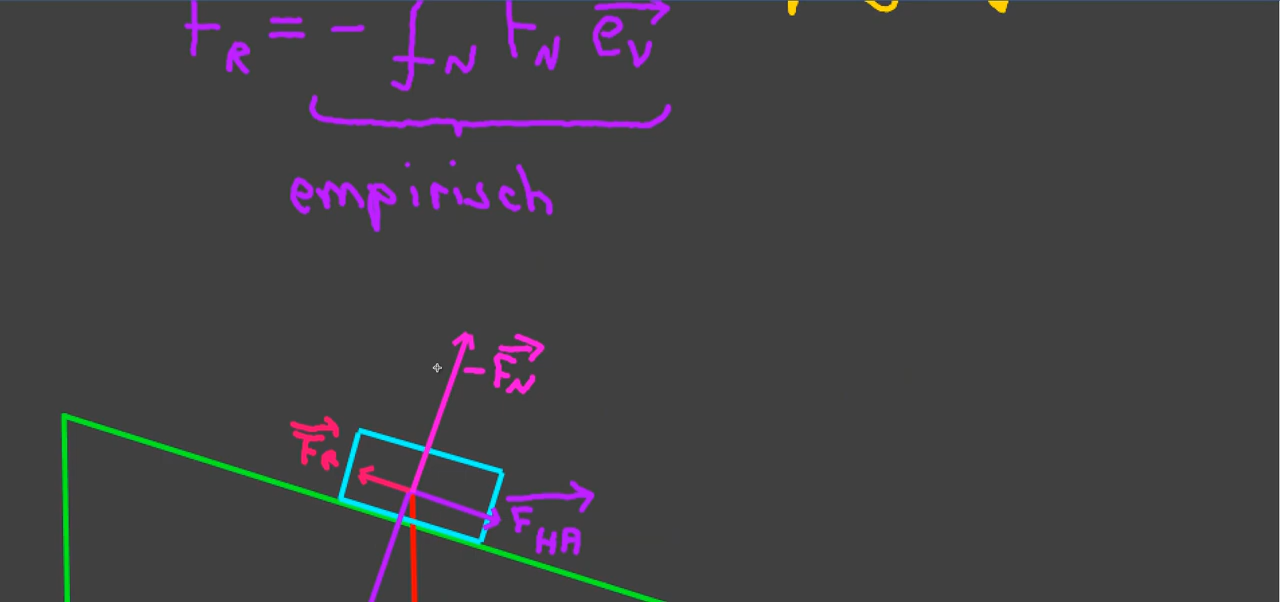 F_R = - f_N F_N e_v
empirisch
-F_N
F_R
F_HA